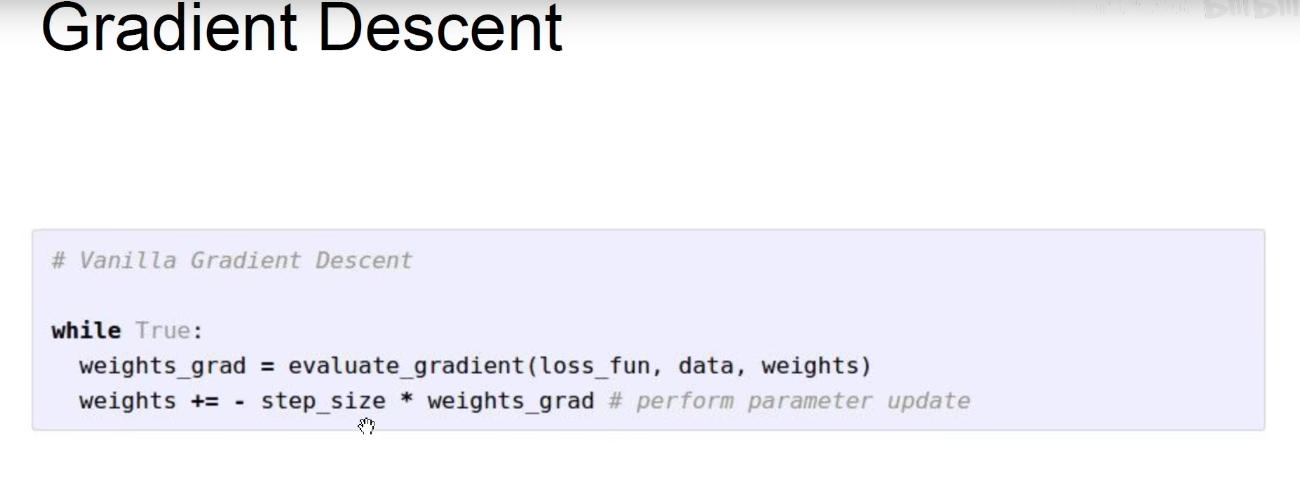 Gradient Descent
# Vanilla Gradient Descent
while True:
weights_grad = evaluate_gradient(loss_fun, data, weights)
weights += - step_size * weights_grad # perform parameter update